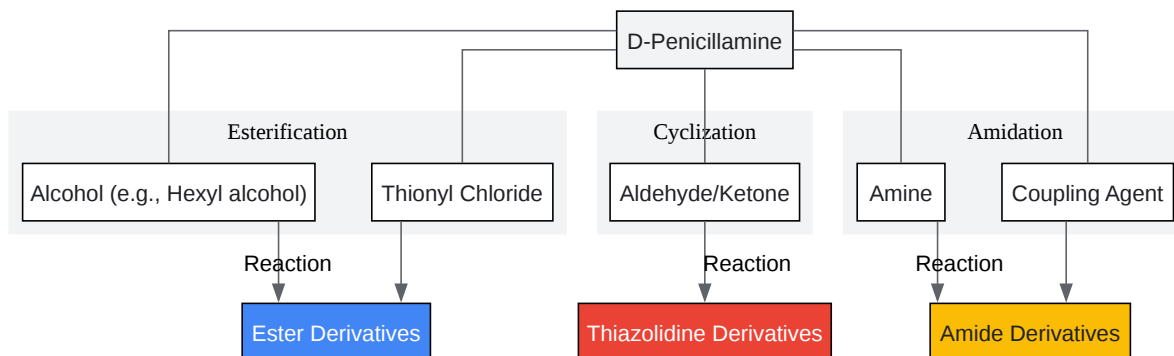 D-Penicillamine
Esterification
Cyclization
Amidation
Alcohol (e.g., Hexyl alcohol)
Thionyl Chloride
Aldehyde/Ketone
Amine
Coupling Agent
Reaction
Reaction
Reaction
Ester Derivatives
Thiazolidine Derivatives
Amide Derivatives